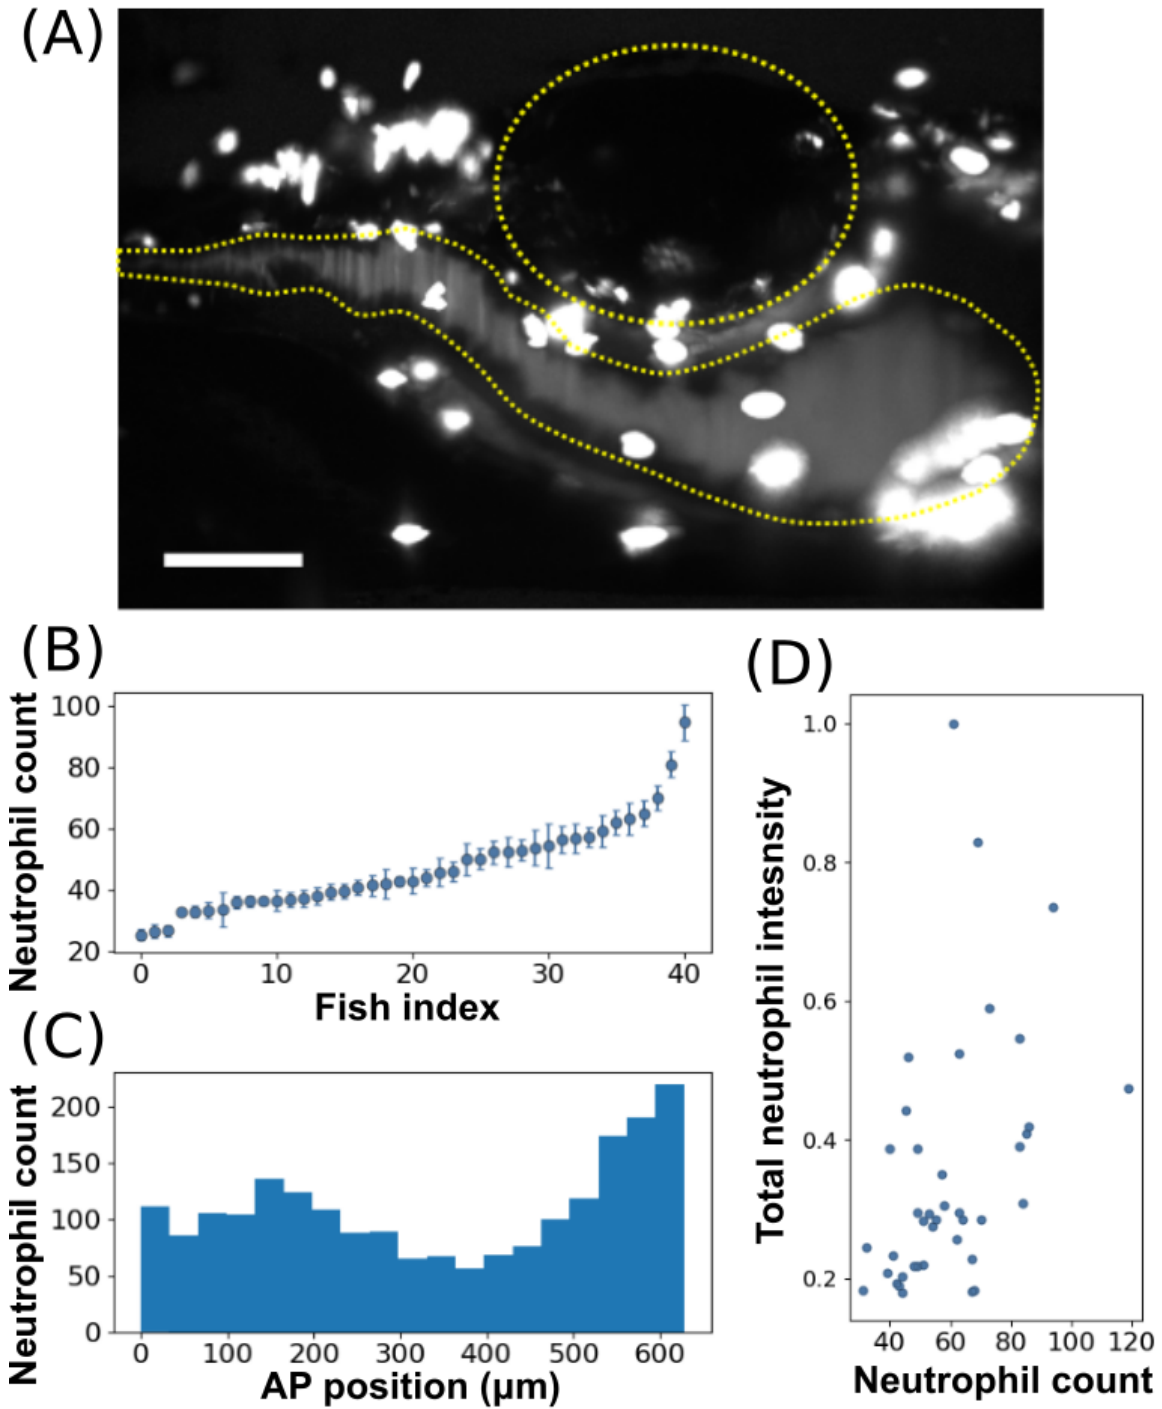 (A)
(B)
Neutrophil count
100
80
60
40
20
0 10 20 30 40
Fish index
(C)
Neutrophil count
200
150
100
50
0
0 100 200 300 400 500 600
AP position (μm)
(D)
Total neutrophil intesnsity
1.0
0.8
0.6
0.4
0.2
40 60 80 100 120
Neutrophil count